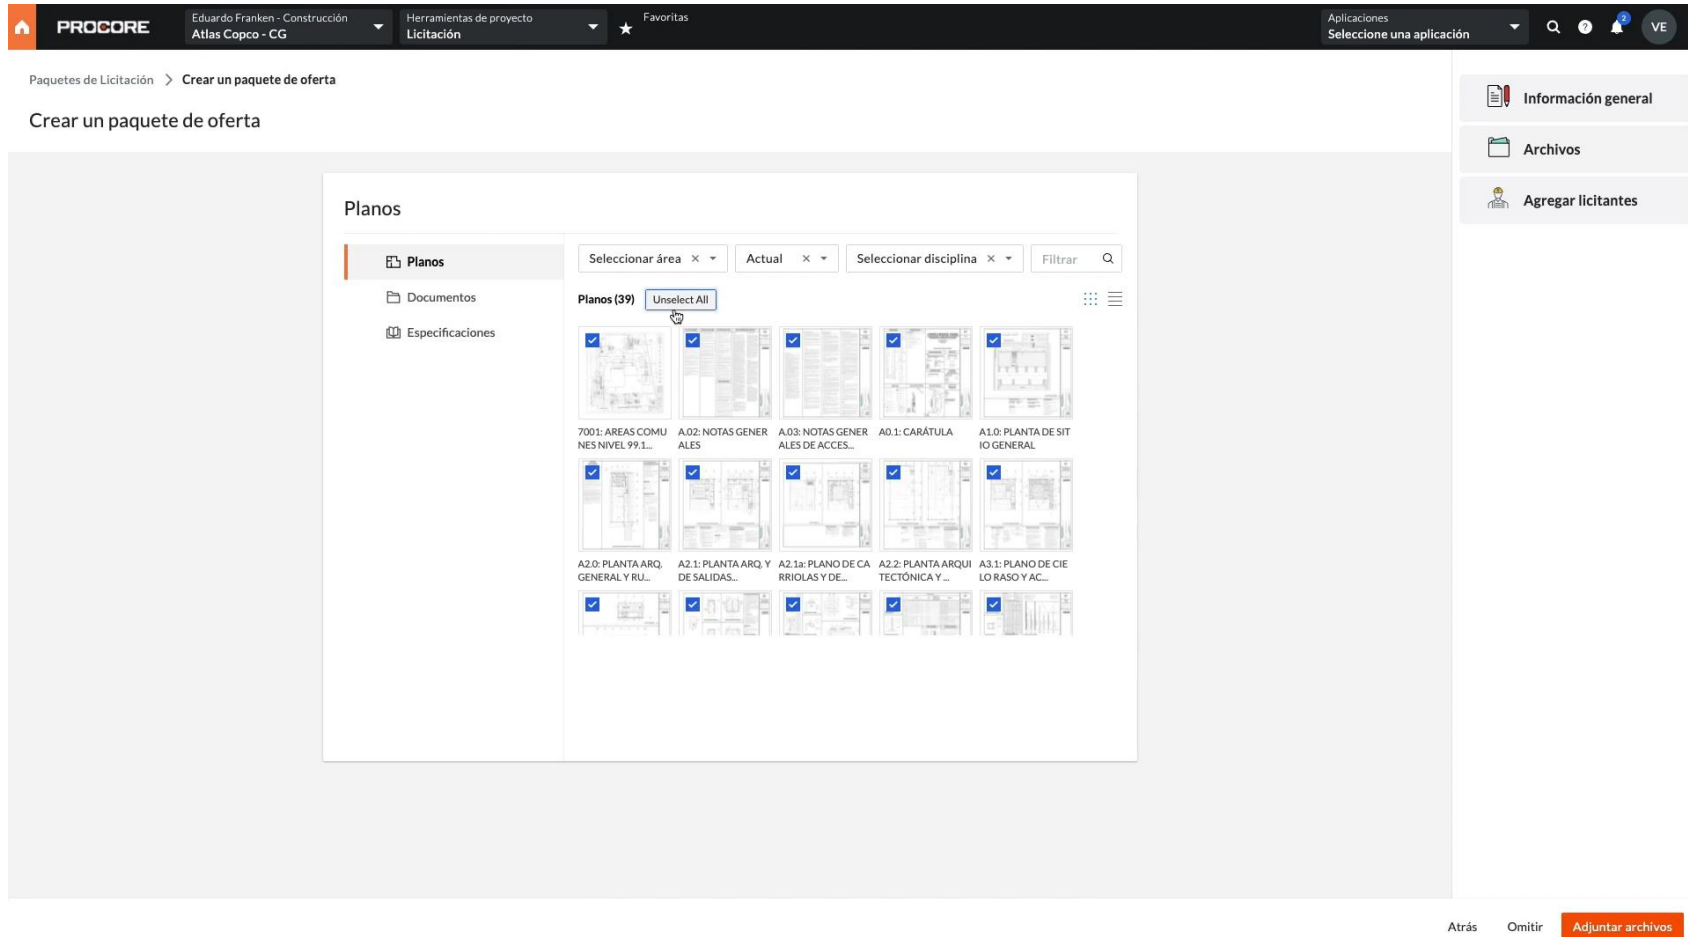 PROCORE
Eduardo Franken - Construcción
Atlas Copco - CG
Herramientas de proyecto
Licitación
Favoritas
Aplicaciones
Seleccione una aplicación
2
VE
Paquetes de Licitación > Crear un paquete de oferta
Crear un paquete de oferta
Información general
Archivos
Agregar licitantes
Planos
Planos
Documentos
Especificaciones
Seleccionar área
Actual
Seleccionar disciplina
Filtrar
Planos (39)
Unselect All
7001: AREAS COMU
NES NIVEL 99.1...
A.02: NOTAS GENER
ALES
A.03: NOTAS GENER
ALES DE ACCES...
A0.1: CARÁTULA
A1.0: PLANTA DE SIT
IO GENERAL
A2.0: PLANTA ARQ.
GENERAL Y RU...
A2.1: PLANTA ARQ. Y
DE SALIDAS...
A2.1a: PLANO DE CA
RRIOLAS Y DE...
A2.2: PLANTA ARQUI
TECTÓNICA Y ...
A3.1: PLANO DE CIE
LO RASO Y AC...
Atrás
Omitir
Adjuntar archivos